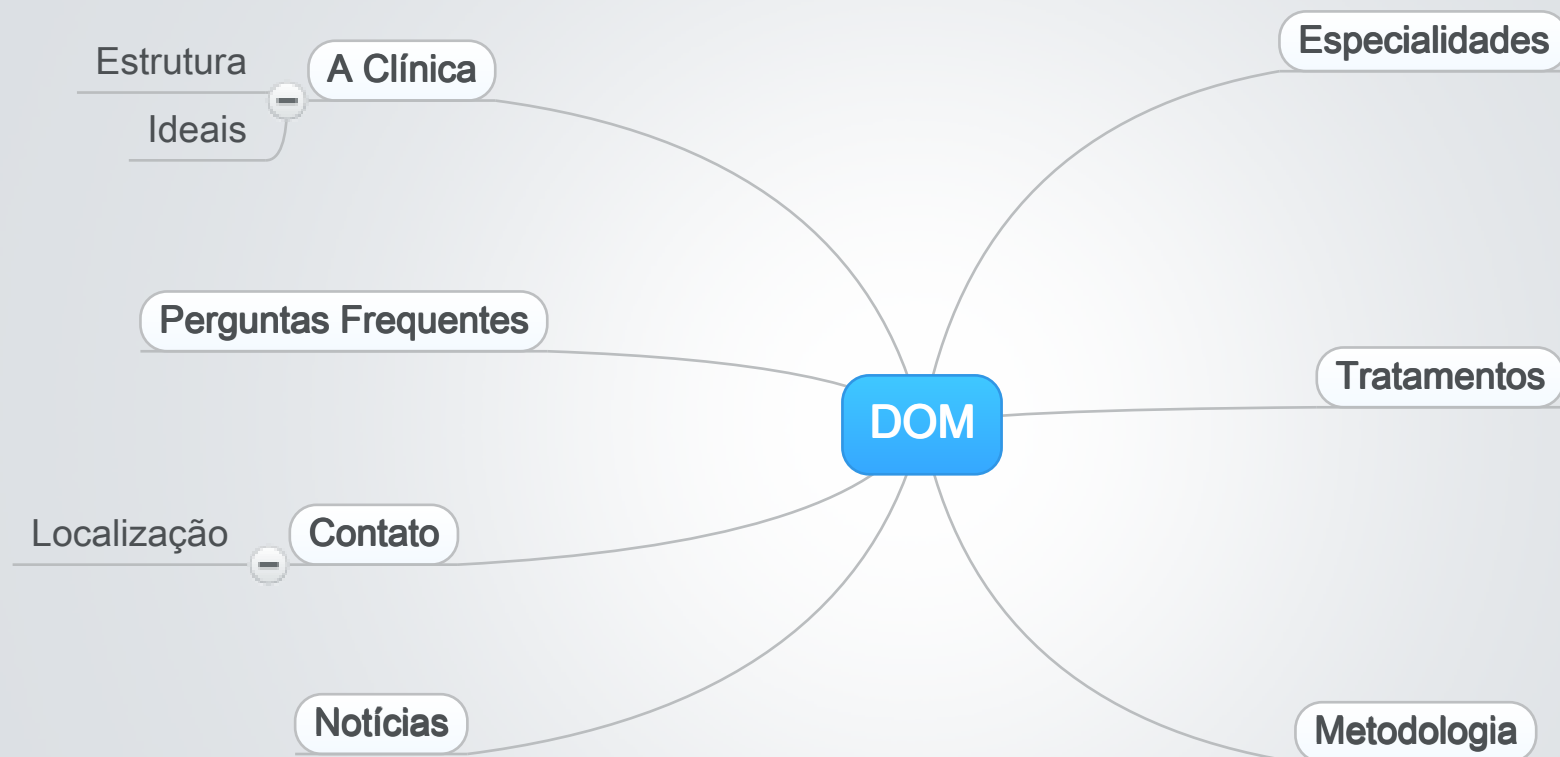 Estrutura
A Clínica
Ideais
Perguntas Frequentes
Localização
Contato
Notícias
DOM
Especialidades
Tratamentos
Metodologia